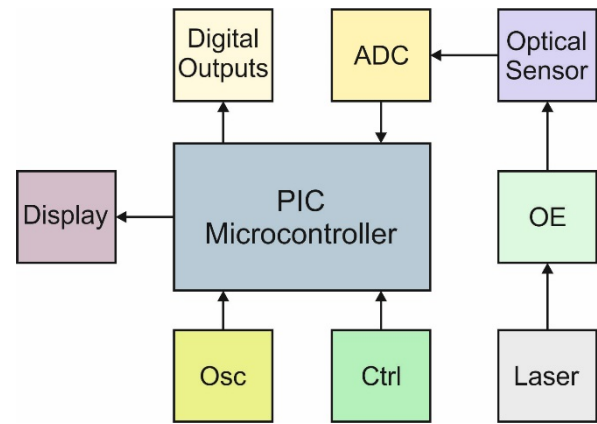 Digital
Outputs
ADC
Optical
Sensor
Display
PIC
Microcontroller
OE
Osc
Ctrl
Laser